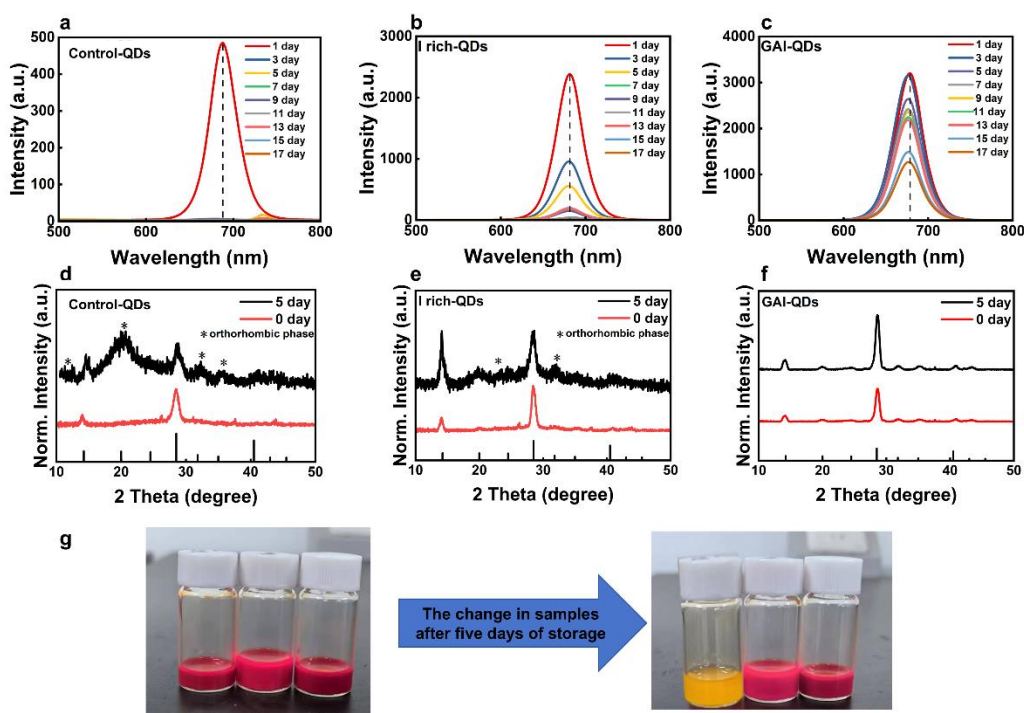 a
Control-QDs
1 day
3 day
5 day
7 day
9 day
11 day
13 day
15 day
17 day
500
400
300
200
100
0
500
600
700
800
Intensity (a.u.)
Wavelength (nm)
b
I rich-QDs
1 day
3 day
5 day
7 day
9 day
11 day
13 day
15 day
17 day
3000
2000
1000
0
500
600
700
800
Intensity (a.u.)
Wavelength (nm)
c
GAI-QDs
1 day
3 day
5 day
7 day
9 day
11 day
13 day
15 day
17 day
4000
3000
2000
1000
0
500
600
700
800
Intensity (a.u.)
Wavelength (nm)
d
Control-QDs
5 day
0 day
* orthorhombic phase
*
*
*
*
10
20
30
40
50
Norm. Intensity (a.u.)
2 Theta (degree)
e
I rich-QDs
5 day
0 day
* orthorhombic phase
*
*
10
20
30
40
50
Norm. Intensity (a.u.)
2 Theta (degree)
f
GAI-QDs
5 day
0 day
10
20
30
40
50
Norm. Intensity (a.u.)
2 Theta (degree)
g
The change in samples
after five days of storage